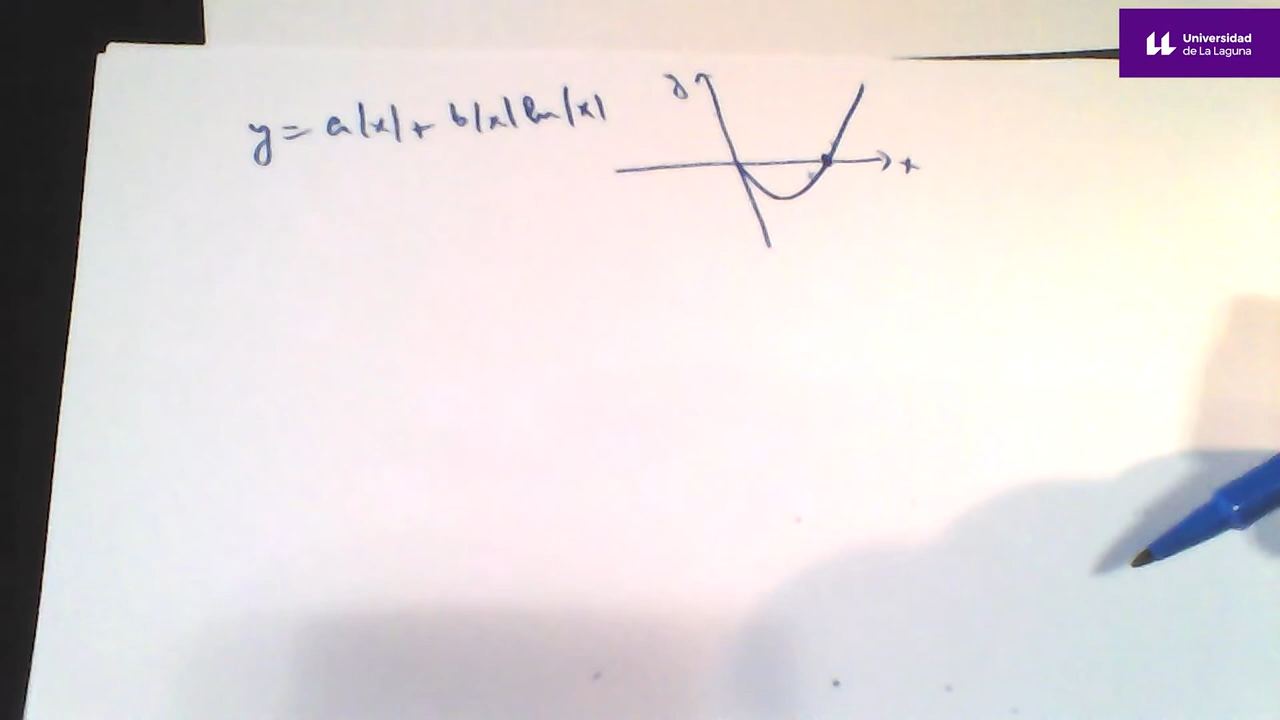 y = a|x| + b|x| ln|x|
y
x
Universidad
de La Laguna